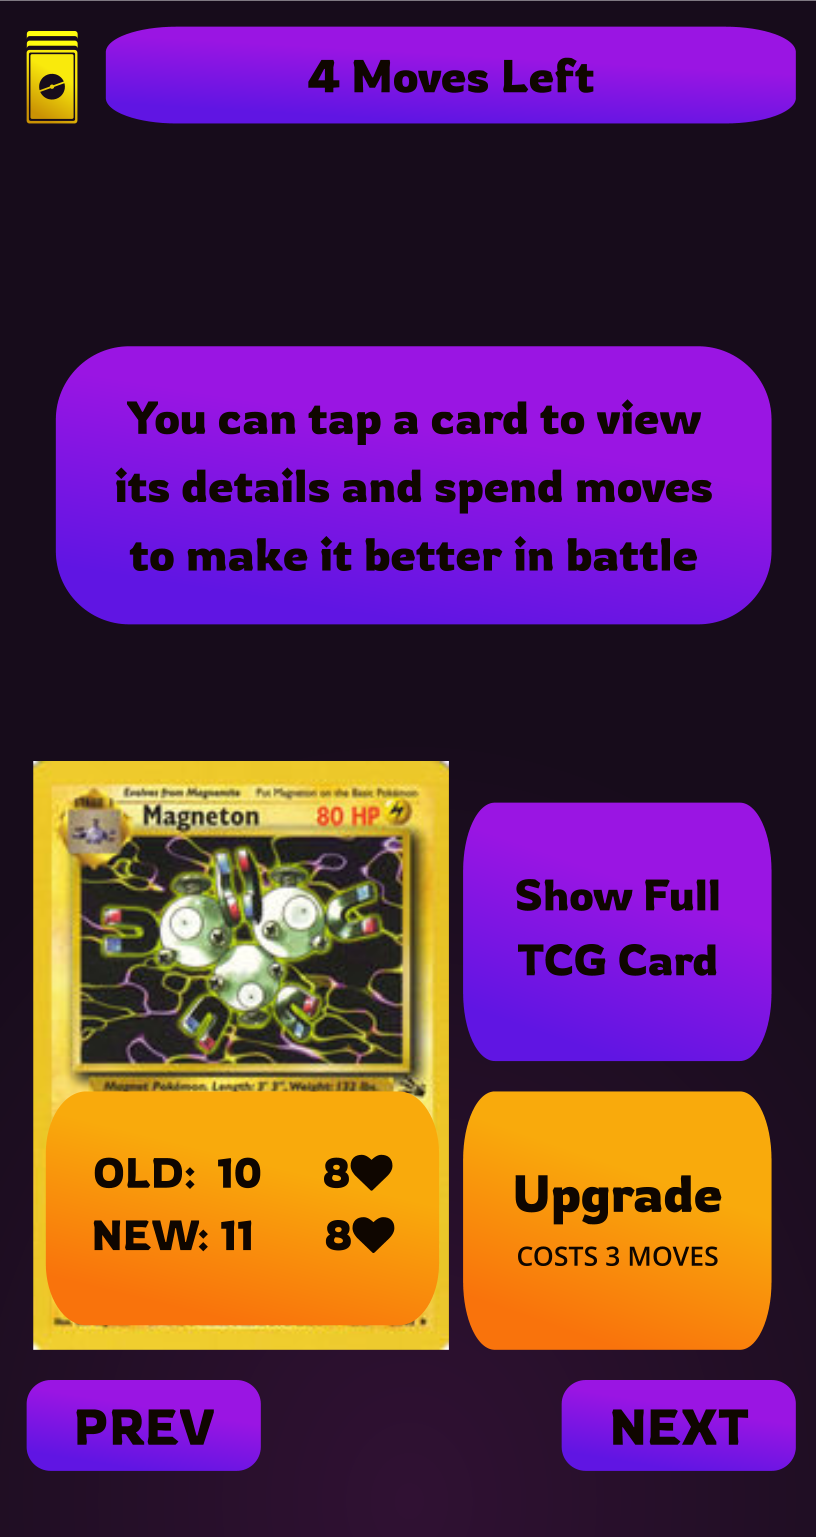 4 Moves Left
You can tap a card to view
its details and spend moves
to make it better in battle
STAGE 1
Evolves from Magnemite Put Magneton on the Basic Pokémon
Magneton 80 HP
Magnet Pokémon. Length: 3' 3", Weight: 132 lbs.
Show Full
TCG Card
OLD: 10 8
NEW: 11 8
Upgrade
COSTS 3 MOVES
PREV
NEXT